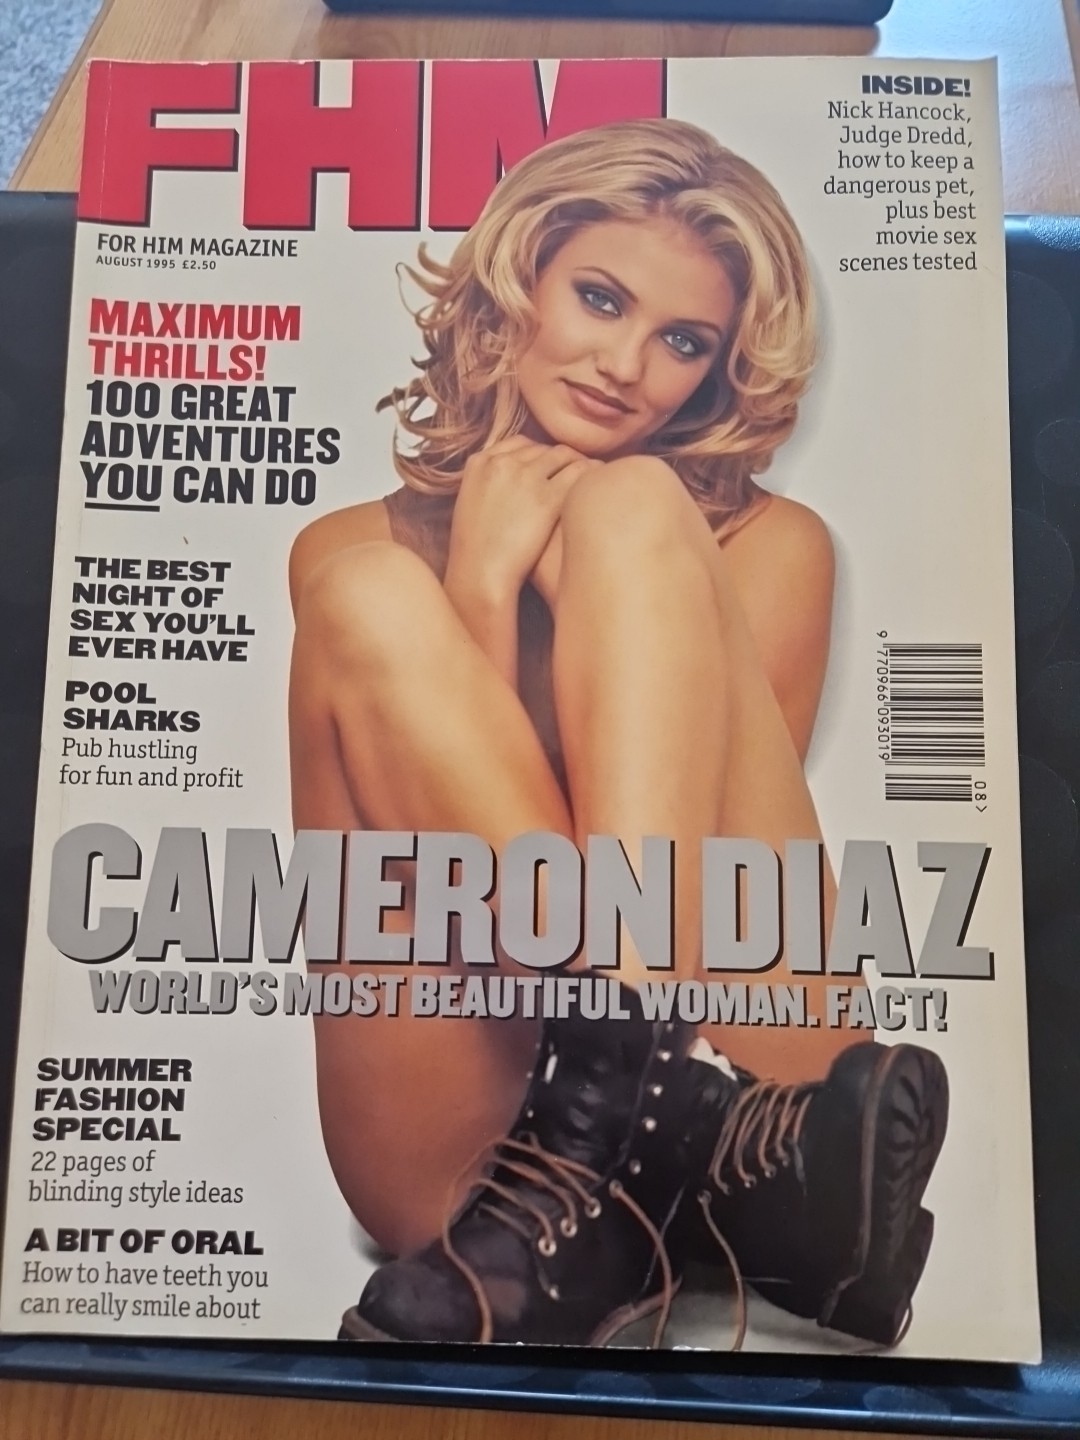 FHM
FOR HIM MAGAZINE
AUGUST 1995 £2.50
INSIDE!
Nick Hancock,
Judge Dredd,
how to keep a
dangerous pet,
plus best
movie sex
scenes tested
MAXIMUM
THRILLS!
100 GREAT
ADVENTURES
YOU CAN DO
THE BEST
NIGHT OF
SEX YOU'LL
EVER HAVE
POOL
SHARKS
Pub hustling
for fun and profit
9 770966 093019
08>
CAMERON DIAZ
WORLD'S MOST BEAUTIFUL WOMAN. FACT!
SUMMER
FASHION
SPECIAL
22 pages of
blinding style ideas
A BIT OF ORAL
How to have teeth you
can really smile about